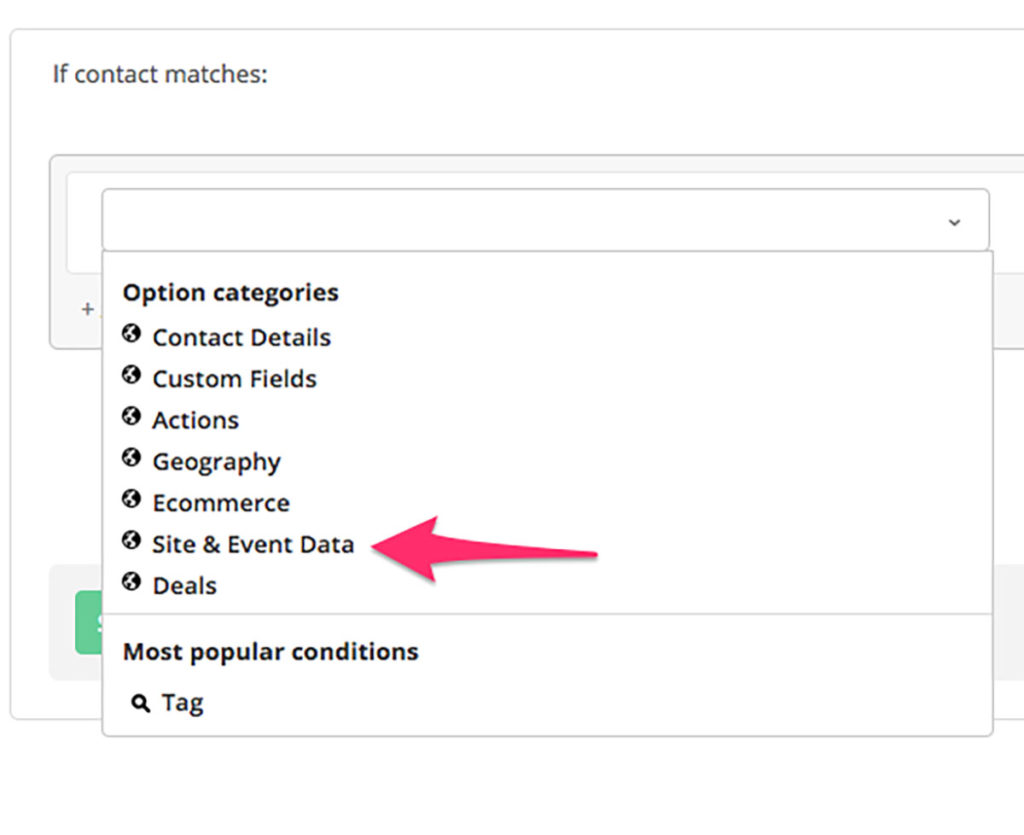 If contact matches:
Option categories
+
Contact Details
Custom Fields
Actions
Geography
Ecommerce
Site & Event Data
Deals
Most popular conditions
Tag